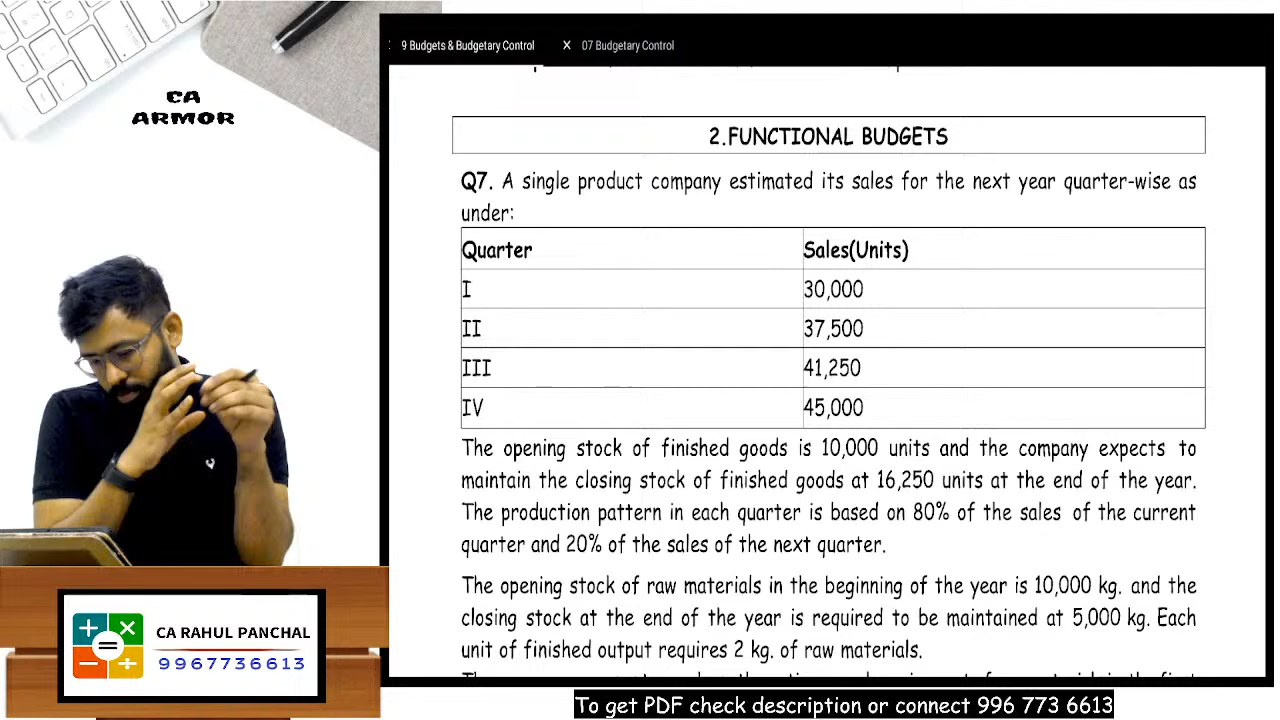 9 Budgets & Budgetary Control
07 Budgetary Control
CA
ARMOR
2.FUNCTIONAL BUDGETS
Q7. A single product company estimated its sales for the next year quarter-wise as
under:
Quarter Sales(Units)
I 30,000
II 37,500
III 41,250
IV 45,000
The opening stock of finished goods is 10,000 units and the company expects to
maintain the closing stock of finished goods at 16,250 units at the end of the year.
The production pattern in each quarter is based on 80% of the sales of the current
quarter and 20% of the sales of the next quarter.
The opening stock of raw materials in the beginning of the year is 10,000 kg. and the
closing stock at the end of the year is required to be maintained at 5,000 kg. Each
unit of finished output requires 2 kg. of raw materials.
CA RAHUL PANCHAL
9967736613
To get PDF check description or connect 996 773 6613